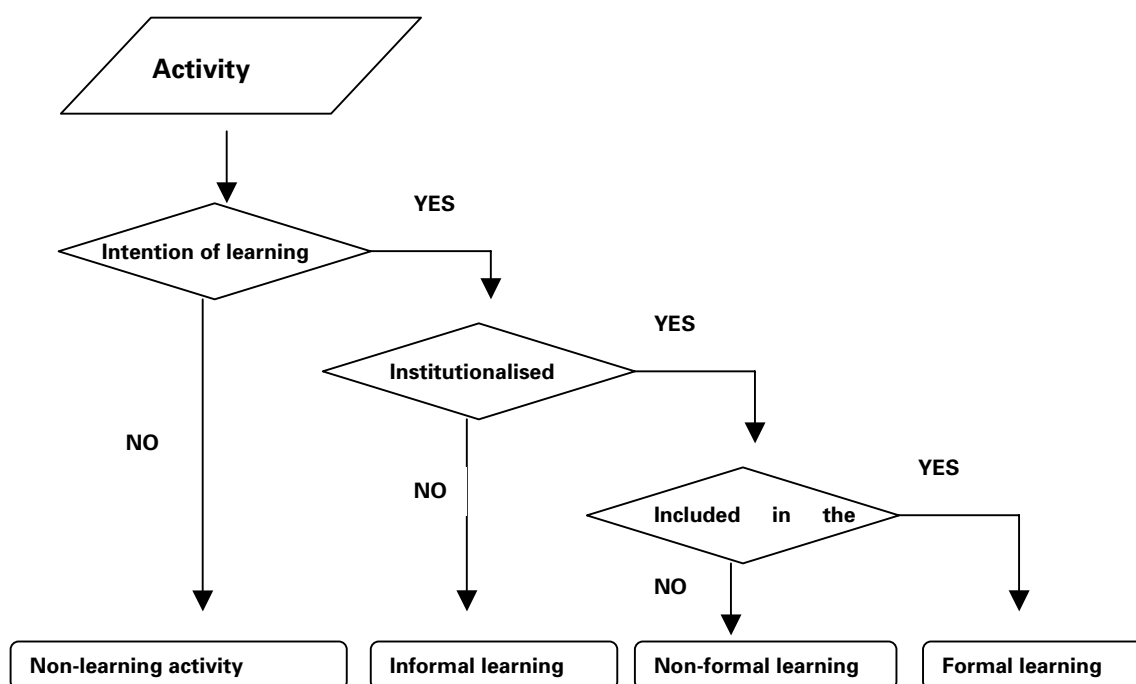 Activity
YES
Intention of learning
YES
Institutionalised
NO
YES
NO
Included in the
NO
Non-learning activity
Informal learning
Non-formal learning
Formal learning